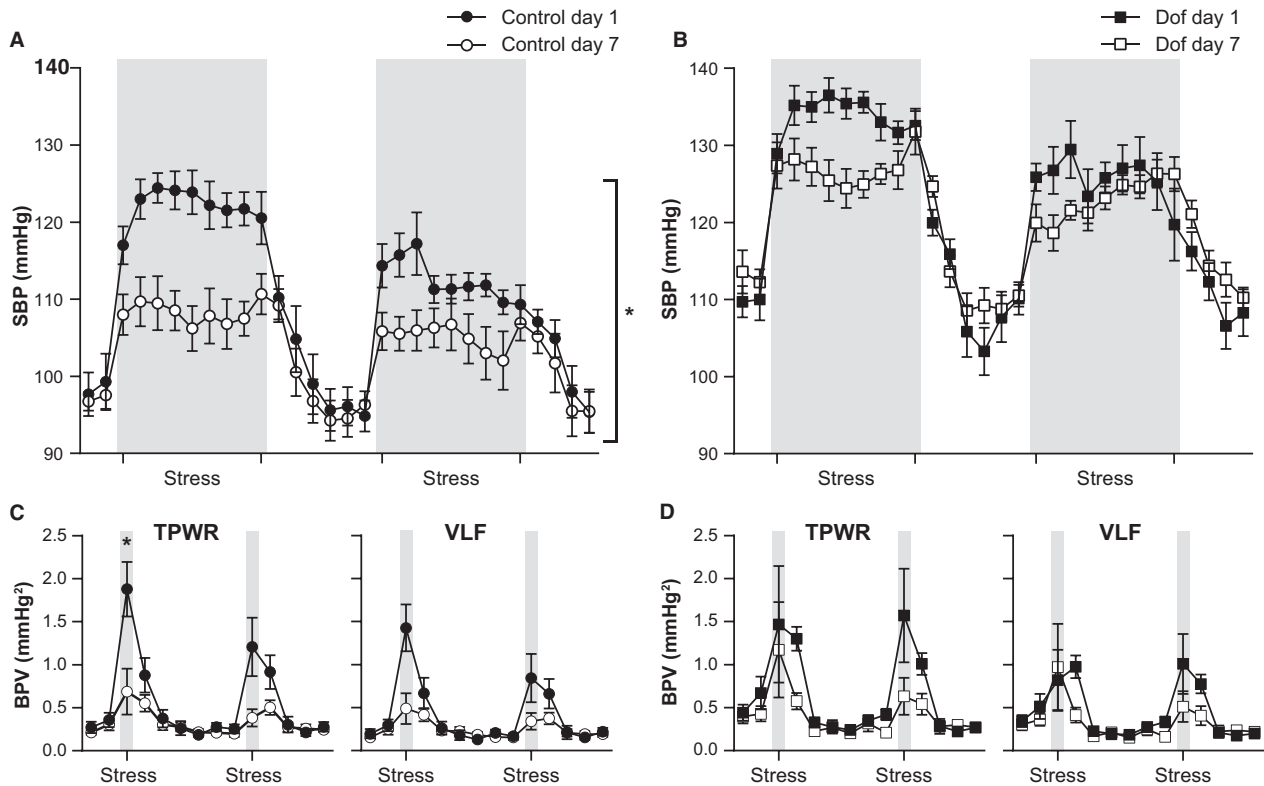 A
Control day 1
Control day 7
140
130
120
110
100
90
SBP (mmHg)
*
Stress
Stress
B
Dof day 1
Dof day 7
140
130
120
110
100
90
SBP (mmHg)
Stress
Stress
C
TPWR
VLF
2.5
2.0
1.5
1.0
0.5
0.0
BPV (mmHg²)
*
Stress
Stress
Stress
Stress
D
TPWR
VLF
2.5
2.0
1.5
1.0
0.5
0.0
BPV (mmHg²)
Stress
Stress
Stress
Stress